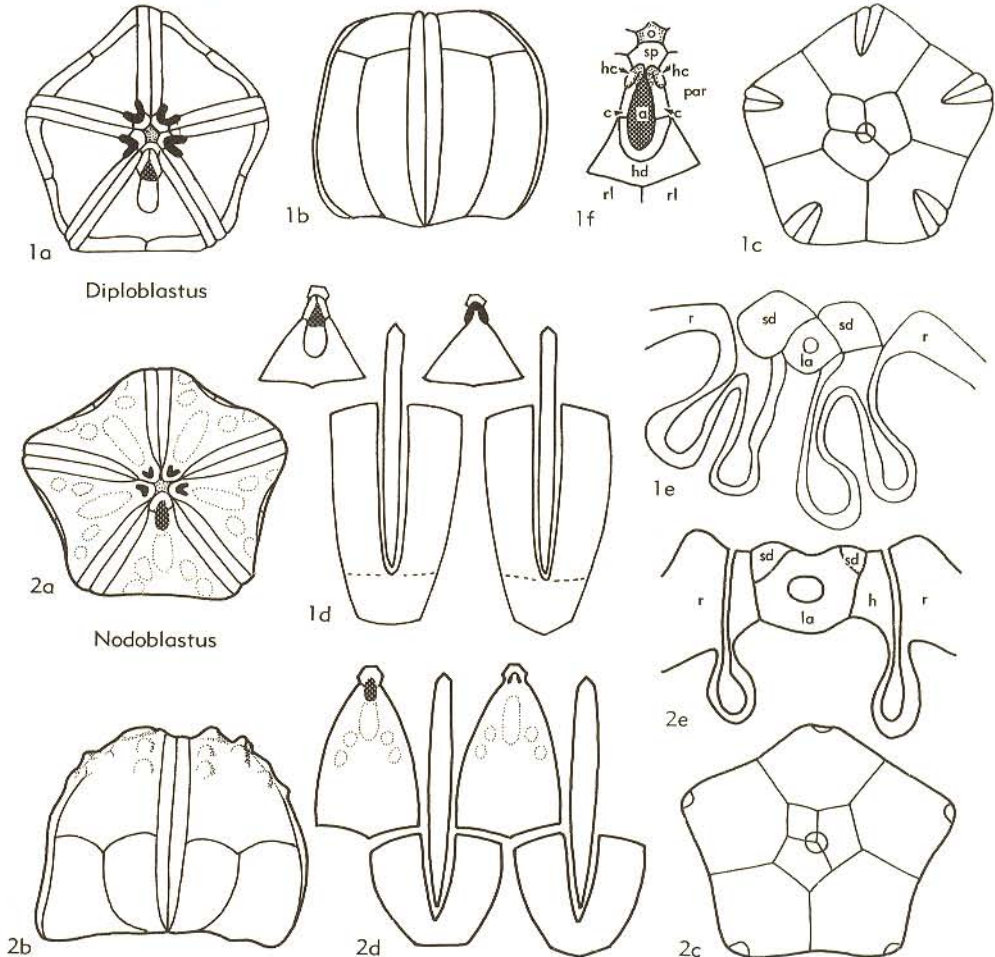 1a
1b
o
sp
hc hc
par
c a c
hd
rl rl
1f
1c
Diploblastus
r sd sd r
la
1e
2a
1d
Nodoblastus
sd sd
r h r
la
2e
2b
2d
2c